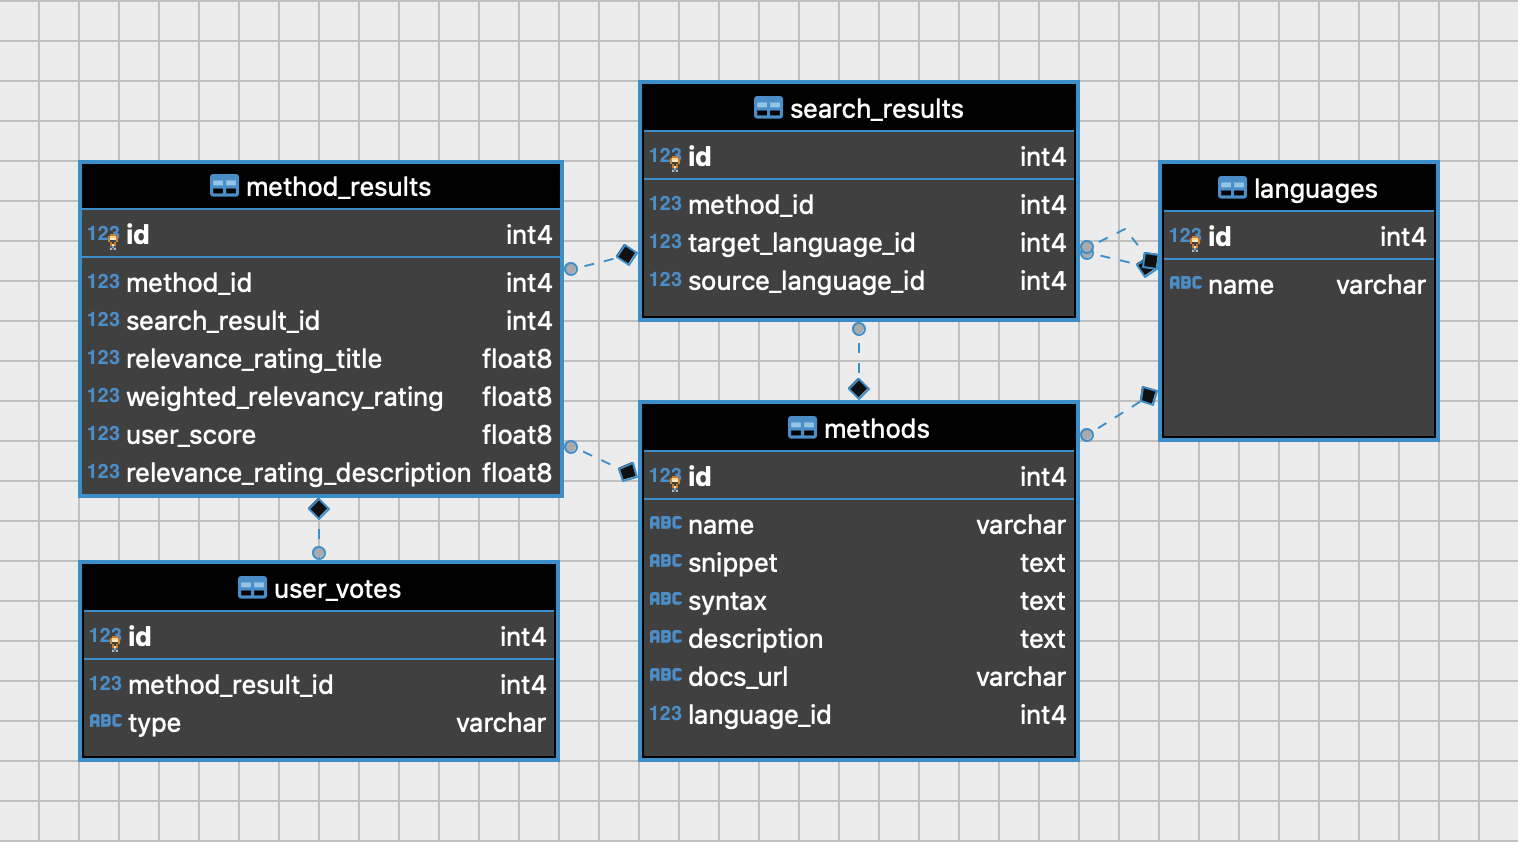 search_results
123 id int4
123 method_id int4
123 target_language_id int4
123 source_language_id int4
method_results
123 id int4
123 method_id int4
123 search_result_id int4
123 relevance_rating_title float8
123 weighted_relevancy_rating float8
123 user_score float8
123 relevance_rating_description float8
languages
123 id int4
ABC name varchar
methods
123 id int4
ABC name varchar
ABC snippet text
ABC syntax text
ABC description text
ABC docs_url varchar
123 language_id int4
user_votes
123 id int4
123 method_result_id int4
ABC type varchar